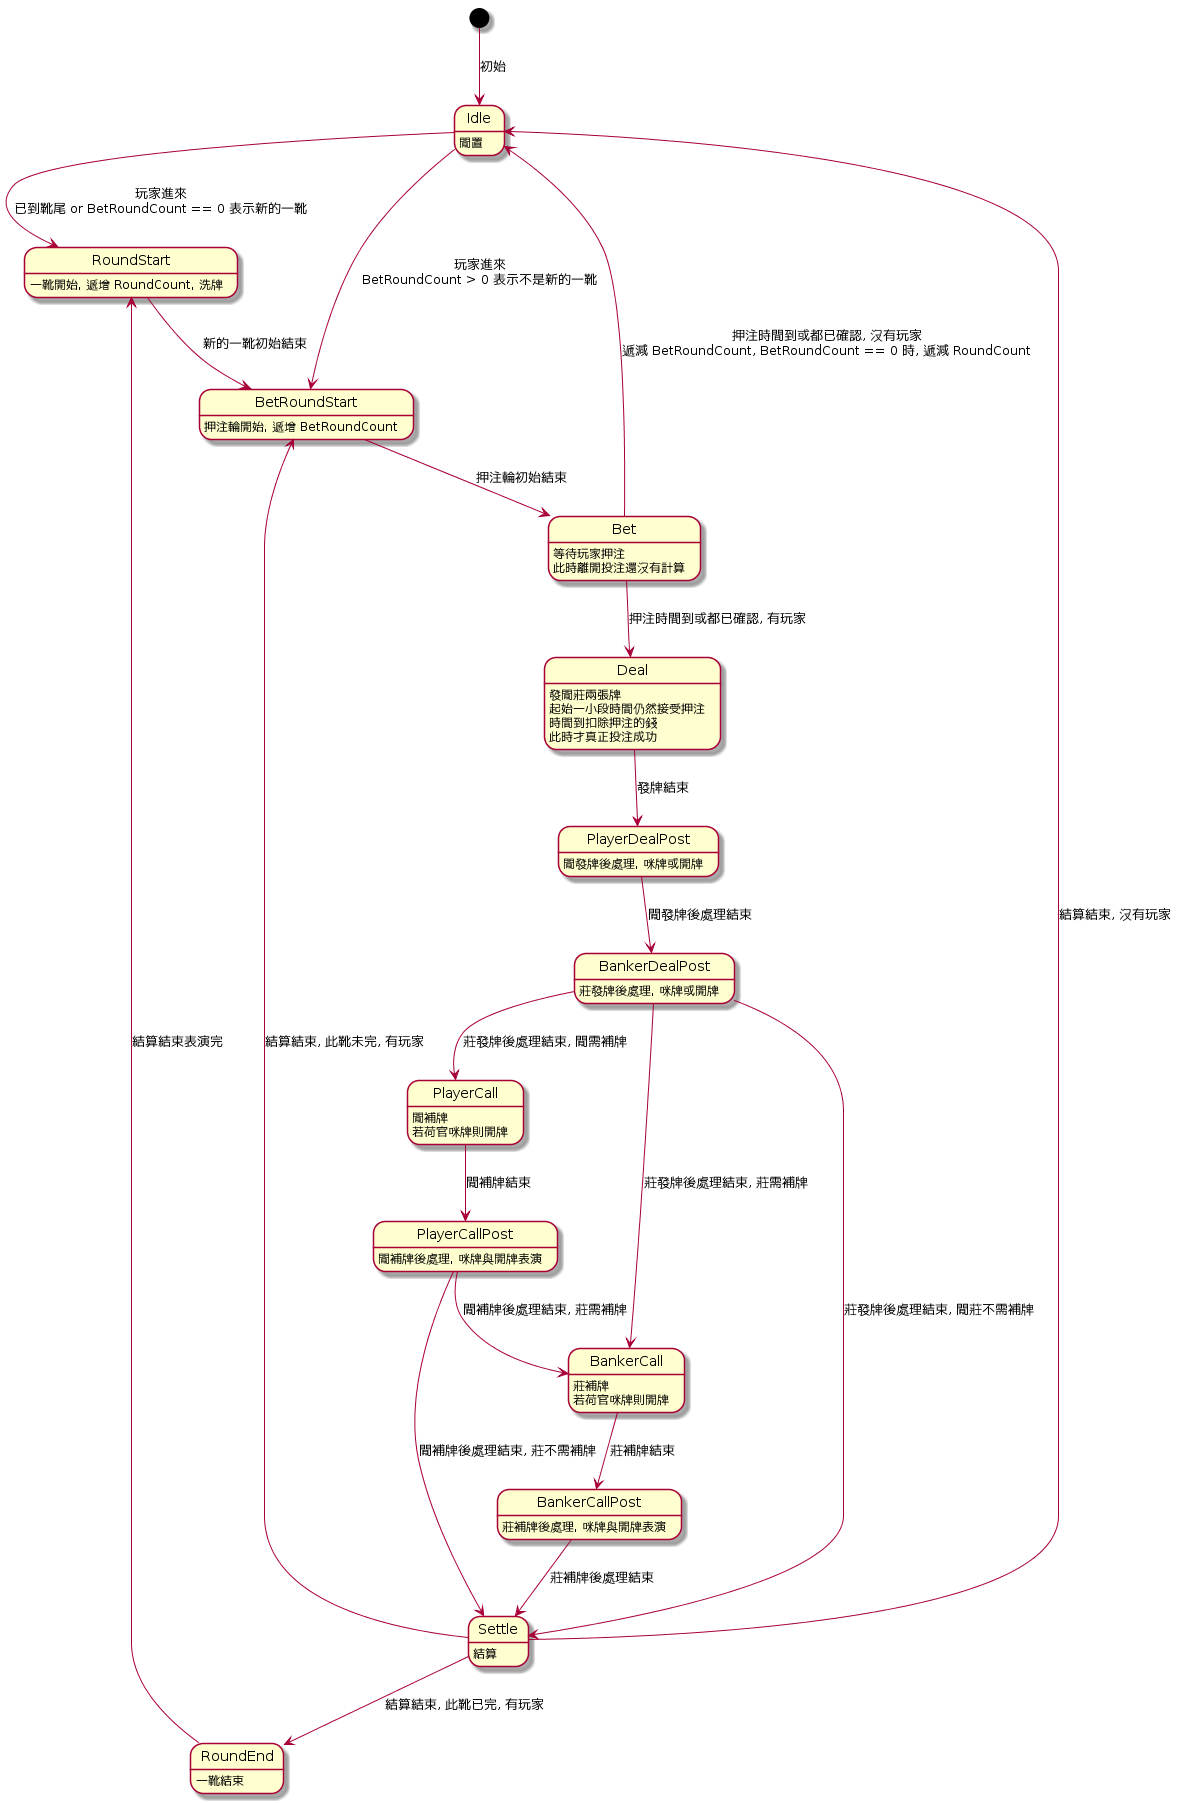 初始
Idle
閒置
玩家進來
已到靴尾 or BetRoundCount == 0 表示新的一靴
RoundStart
一靴開始, 遞增 RoundCount, 洗牌
玩家進來
BetRoundCount > 0 表示不是新的一靴
新的一靴初始結束
押注時間到或都已確認, 沒有玩家
遞減 BetRoundCount, BetRoundCount == 0 時, 遞減 RoundCount
BetRoundStart
押注輪開始, 遞增 BetRoundCount
押注輪初始結束
Bet
等待玩家押注
此時離開投注還沒有計算
押注時間到或都已確認, 有玩家
Deal
發閒莊兩張牌
起始一小段時間仍然接受押注
時間到扣除押注的錢
此時才真正投注成功
發牌結束
PlayerDealPost
閒發牌後處理, 咪牌或開牌
閒發牌後處理結束
結算結束, 沒有玩家
BankerDealPost
莊發牌後處理, 咪牌或開牌
結算結束表演完
結算結束, 此靴未完, 有玩家
莊發牌後處理結束, 閒需補牌
PlayerCall
閒補牌
若荷官咪牌則開牌
閒補牌結束
莊發牌後處理結束, 莊需補牌
PlayerCallPost
閒補牌後處理, 咪牌與開牌表演
閒補牌後處理結束, 莊需補牌
莊發牌後處理結束, 閒莊不需補牌
BankerCall
莊補牌
若荷官咪牌則開牌
閒補牌後處理結束, 莊不需補牌
莊補牌結束
BankerCallPost
莊補牌後處理, 咪牌與開牌表演
莊補牌後處理結束
Settle
結算
結算結束, 此靴已完, 有玩家
RoundEnd
一靴結束